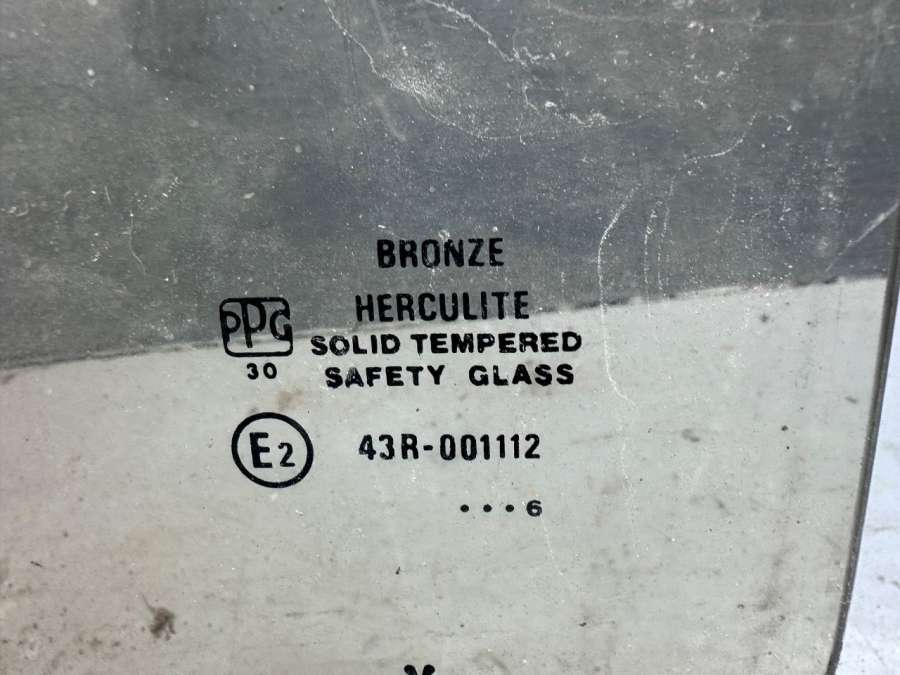 BRONZE
HERCULITE
PPG
SOLID TEMPERED
30
SAFETY GLASS
E2
43R-001112
•••6